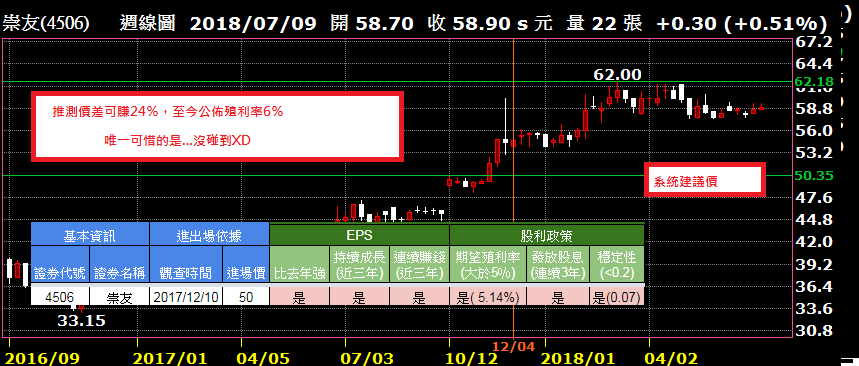 崇友(4506) 週線圖 2018/07/09 開 58.70 收 58.90 s 元 量 22 張 +0.30 (+0.51%)
67.2
64.4
62.00
62.18
61.6
推測價差可賺24%，至今公佈殖利率6%
58.8
唯一可惜的是...沒碰到XD
56.0
53.2
系統建議價
50.35
47.6
44.8
基本資訊 進出場依據 EPS 股利政策
42.0
證券代號 證券名稱 觀查時間 進場價 比去年強 持續成長 連續賺錢 期望殖利率 發放股息 穩定性
(近三年) (近三年) (大於5%) (連續3年) (<0.2)
39.2
36.4
4506 崇友 2017/12/10 50 是 是 是 是( 5.14%) 是 是(0.07)
33.6
33.15
30.8
12/04
2016/09 2017/01 04/05 07/03 10/12 2018/01 04/02